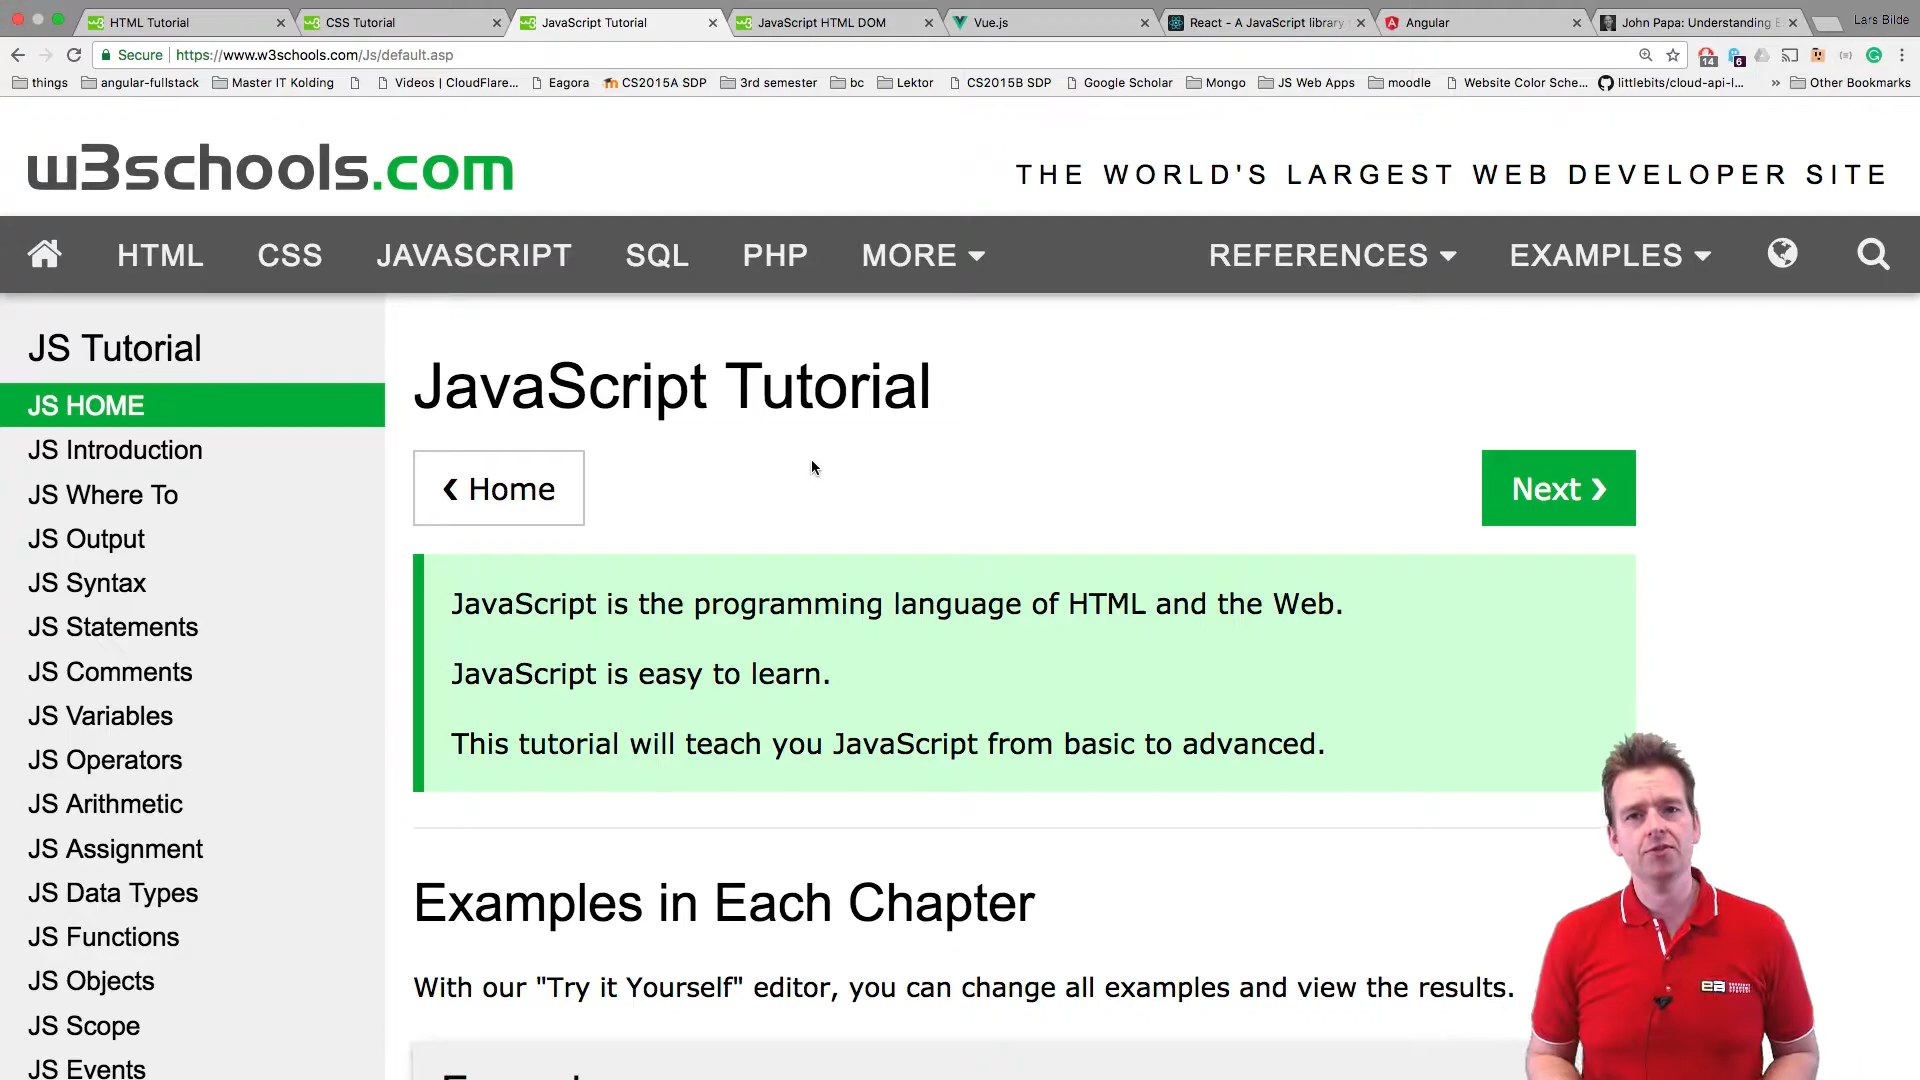 HTML Tutorial
CSS Tutorial
JavaScript Tutorial
JavaScript HTML DOM
Vue.js
React - A JavaScript library
Angular
John Papa: Understanding
Lars Bilde
Secure
https://www.w3schools.com/Js/default.asp
14
6
things
angular-fullstack
Master IT Kolding
Videos | CloudFlare...
Eagora
CS2015A SDP
3rd semester
bc
Lektor
CS2015B SDP
Google Scholar
Mongo
JS Web Apps
moodle
Website Color Sche...
littlebits/cloud-api-l...
»
Other Bookmarks
w3schools.com
THE WORLD'S LARGEST WEB DEVELOPER SITE
HTML
CSS
JAVASCRIPT
SQL
PHP
MORE
REFERENCES
EXAMPLES
JS Tutorial
JS HOME
JS Introduction
JS Where To
JS Output
JS Syntax
JS Statements
JS Comments
JS Variables
JS Operators
JS Arithmetic
JS Assignment
JS Data Types
JS Functions
JS Objects
JS Scope
JS Events
JavaScript Tutorial
❮ Home
Next ❯
JavaScript is the programming language of HTML and the Web.
JavaScript is easy to learn.
This tutorial will teach you JavaScript from basic to advanced.
Examples in Each Chapter
With our "Try it Yourself" editor, you can change all examples and view the results.
ea